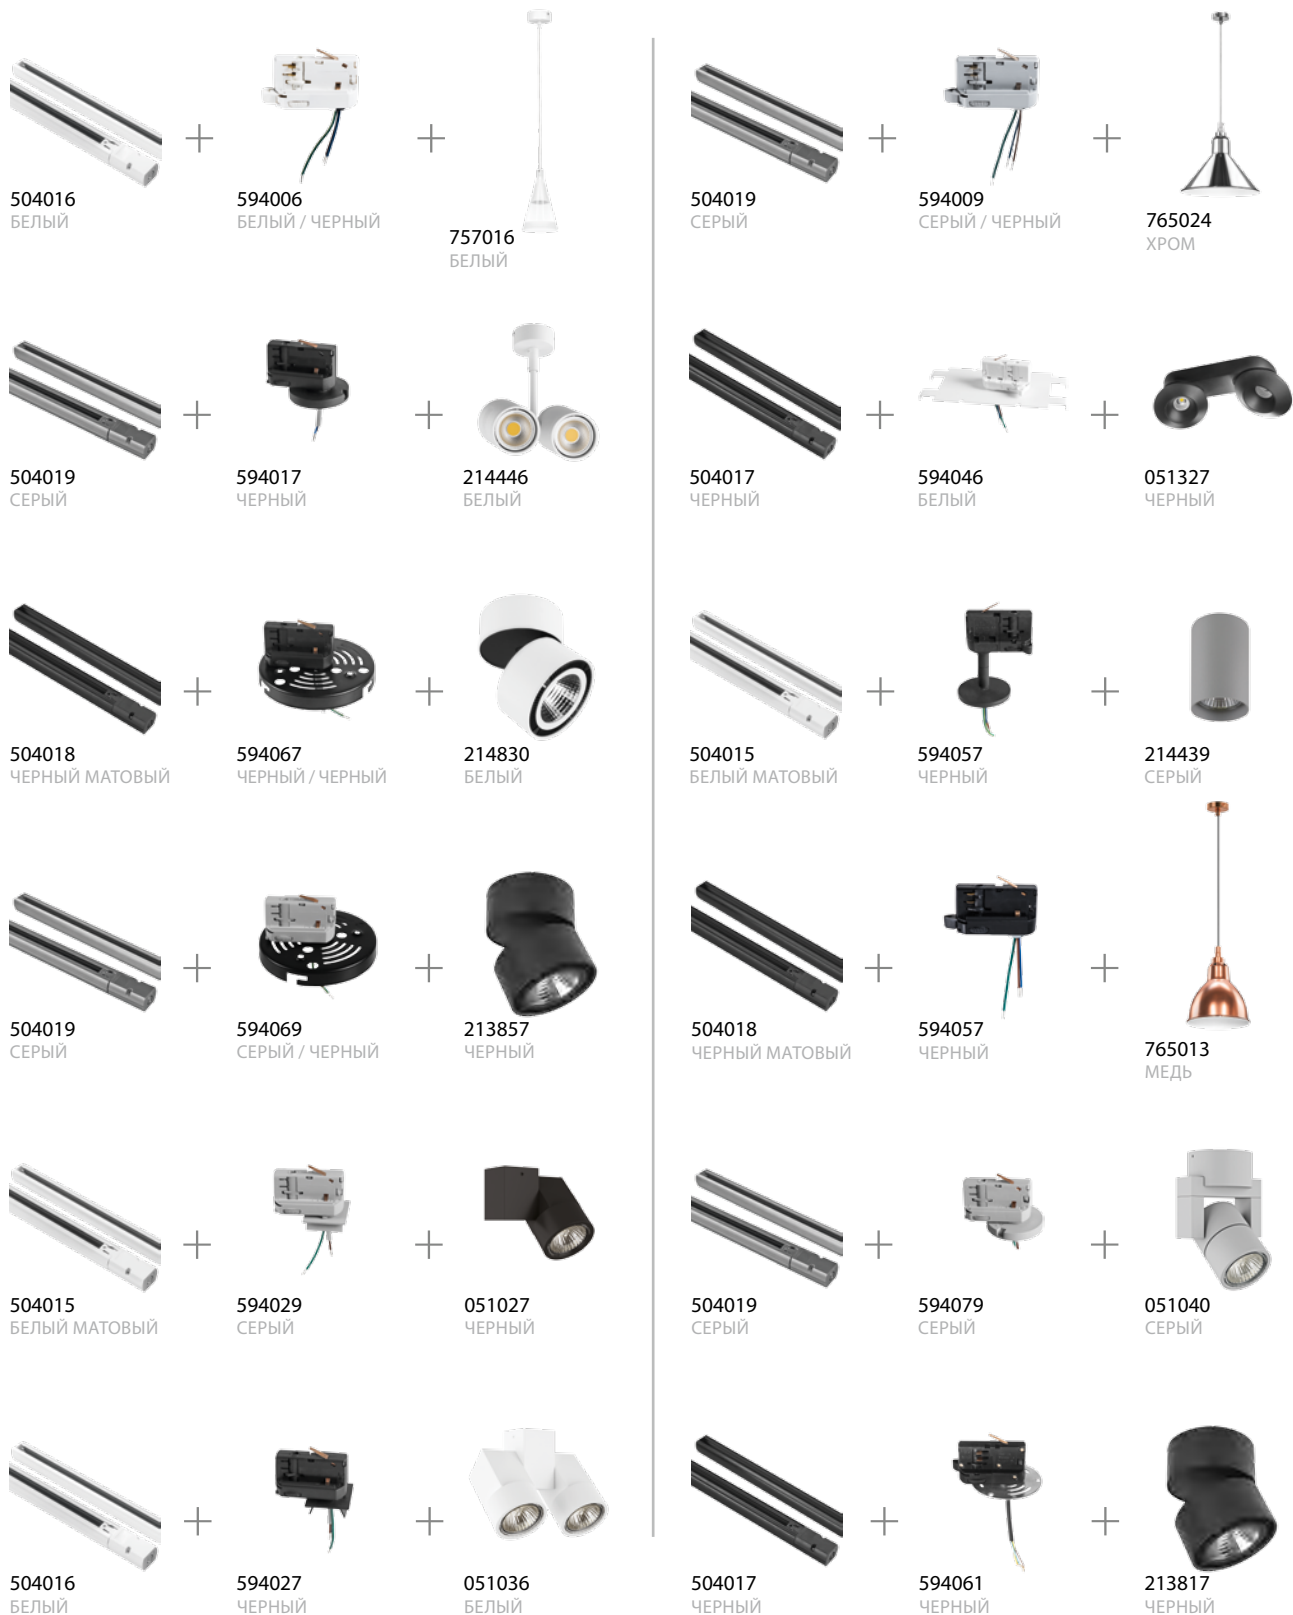 504016
БЕЛЫЙ
594006
БЕЛЫЙ / ЧЕРНЫЙ
757016
БЕЛЫЙ
504019
СЕРЫЙ
594017
ЧЕРНЫЙ
214446
БЕЛЫЙ
504018
ЧЕРНЫЙ МАТОВЫЙ
594067
ЧЕРНЫЙ / ЧЕРНЫЙ
214830
БЕЛЫЙ
504019
СЕРЫЙ
594069
СЕРЫЙ / ЧЕРНЫЙ
213857
ЧЕРНЫЙ
504015
БЕЛЫЙ МАТОВЫЙ
594029
СЕРЫЙ
051027
ЧЕРНЫЙ
504016
БЕЛЫЙ
594027
ЧЕРНЫЙ
051036
БЕЛЫЙ
504019
СЕРЫЙ
594009
СЕРЫЙ / ЧЕРНЫЙ
765024
ХРОМ
504017
ЧЕРНЫЙ
594046
БЕЛЫЙ
051327
ЧЕРНЫЙ
504015
БЕЛЫЙ МАТОВЫЙ
594057
ЧЕРНЫЙ
214439
СЕРЫЙ
504018
ЧЕРНЫЙ МАТОВЫЙ
594057
ЧЕРНЫЙ
765013
МЕДЬ
504019
СЕРЫЙ
594079
СЕРЫЙ
051040
СЕРЫЙ
504017
ЧЕРНЫЙ
594061
ЧЕРНЫЙ
213817
ЧЕРНЫЙ